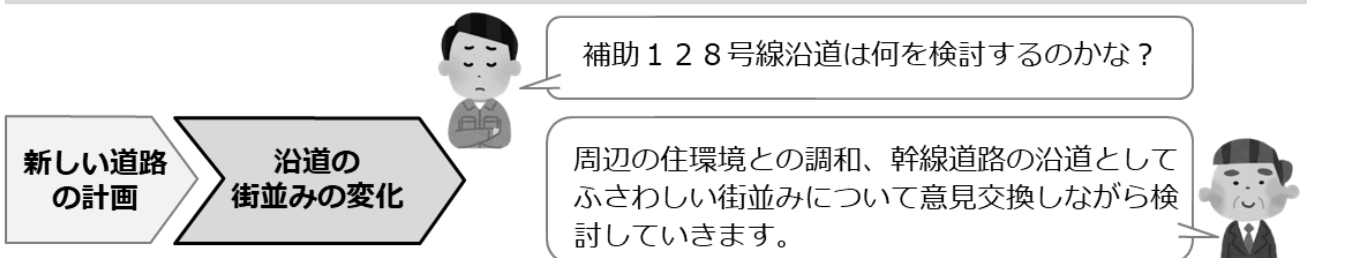 補助１２８号線沿道は何を検討するのかな？
新しい道路
の計画
沿道の
街並みの変化
周辺の住環境との調和、幹線道路の沿道として
ふさわしい街並みについて意見交換しながら検
討していきます。